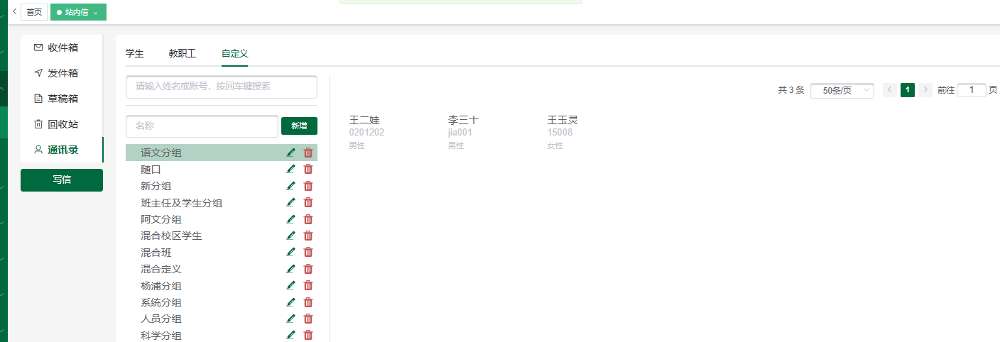 首页
站内信 ×
收件箱
发件箱
草稿箱
回收站
通讯录
写信
学生 教职工 自定义
请输入姓名或账号，按回车键搜索
名称 新增
语文分组
随口
新分组
班主任及学生分组
阿文分组
混合校区学生
混合班
混合定义
杨浦分组
系统分组
人员分组
科学分组
共 3 条 50条/页 1 前往 1 页
王二娃
0201202
男性
李三十
jia001
男性
王玉灵
15008
女性